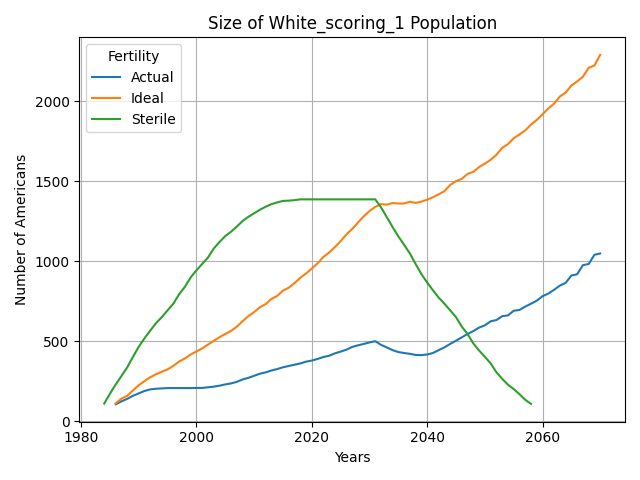 Size of White_scoring_1 Population
Fertility
Actual
Ideal
Sterile
Number of Americans
2000
1500
1000
500
0
1980
2000
2020
2040
2060
Years